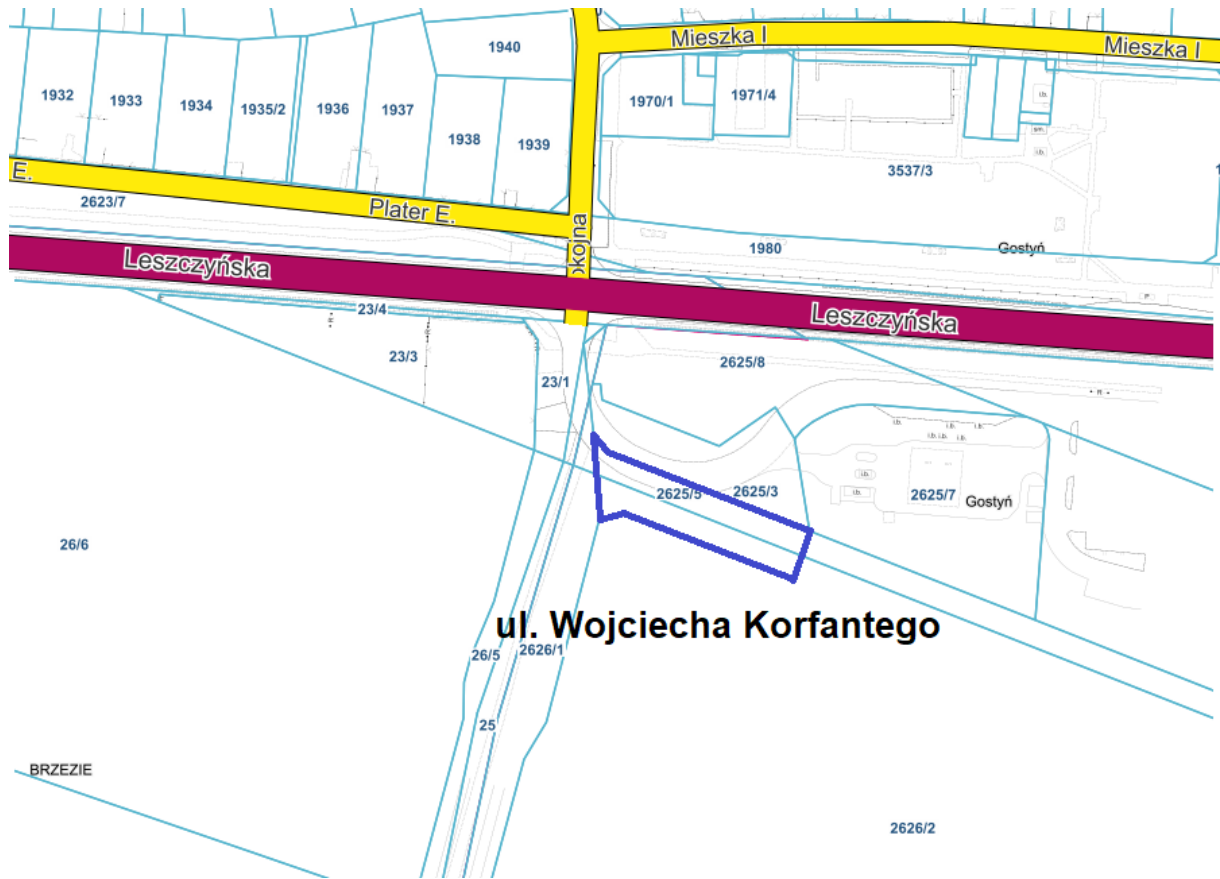 Mieszka I
Mieszka I
1940
1932
1933
1934
1935/2
1936
1937
1938
1939
1970/1
1971/4
i.b.
sm.
i.b.
3537/3
E.
2623/7
Plater E.
okojna
1980
Gostyń
Leszczyńska
P
23/4
Leszczyńska
R
R
23/3
23/1
2625/8
R
i.b.
i.b.
i.b.
i.b.
i.b.
i.b.
i.b.
i.b.
2625/5
2625/3
2625/7
Gostyń
26/6
ul. Wojciecha Korfantego
26/5
2626/1
25
BRZEZIE
2626/2